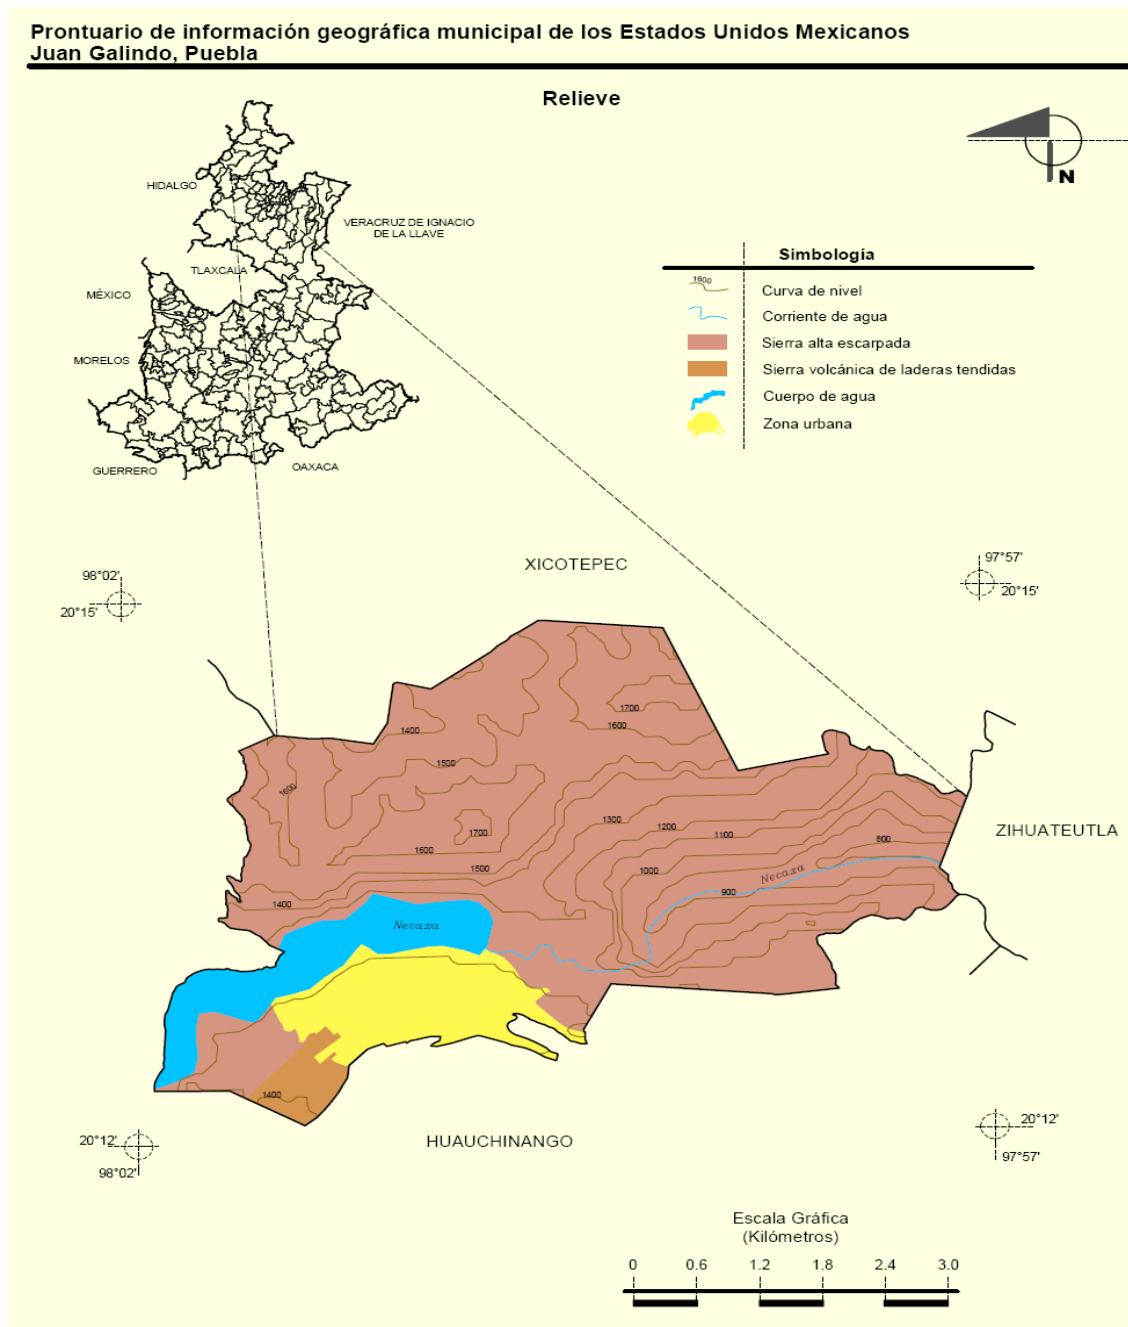 Prontuario de información geográfica municipal de los Estados Unidos Mexicanos
Juan Galindo, Puebla
Relieve
N
HIDALGO
VERACRUZ DE IGNACIO
DE LA LLAVE
TLAXCALA
MÉXICO
MORELOS
GUERRERO
OAXACA
Simbología
1600
Curva de nivel
Corriente de agua
Sierra alta escarpada
Sierra volcánica de laderas tendidas
Cuerpo de agua
Zona urbana
XICOTEPEC
98°02'
20°15'
97°57'
20°15'
1700
1600
1400
1500
1600
1700
1600
1500
1400
1300
1200
1100
1000
900
800
Necaxa
Necaxa
1400
ZIHUATEUTLA
HUAUCHINANGO
20°12'
98°02'
20°12'
97°57'
Escala Gráfica
(Kilómetros)
0 0.6 1.2 1.8 2.4 3.0